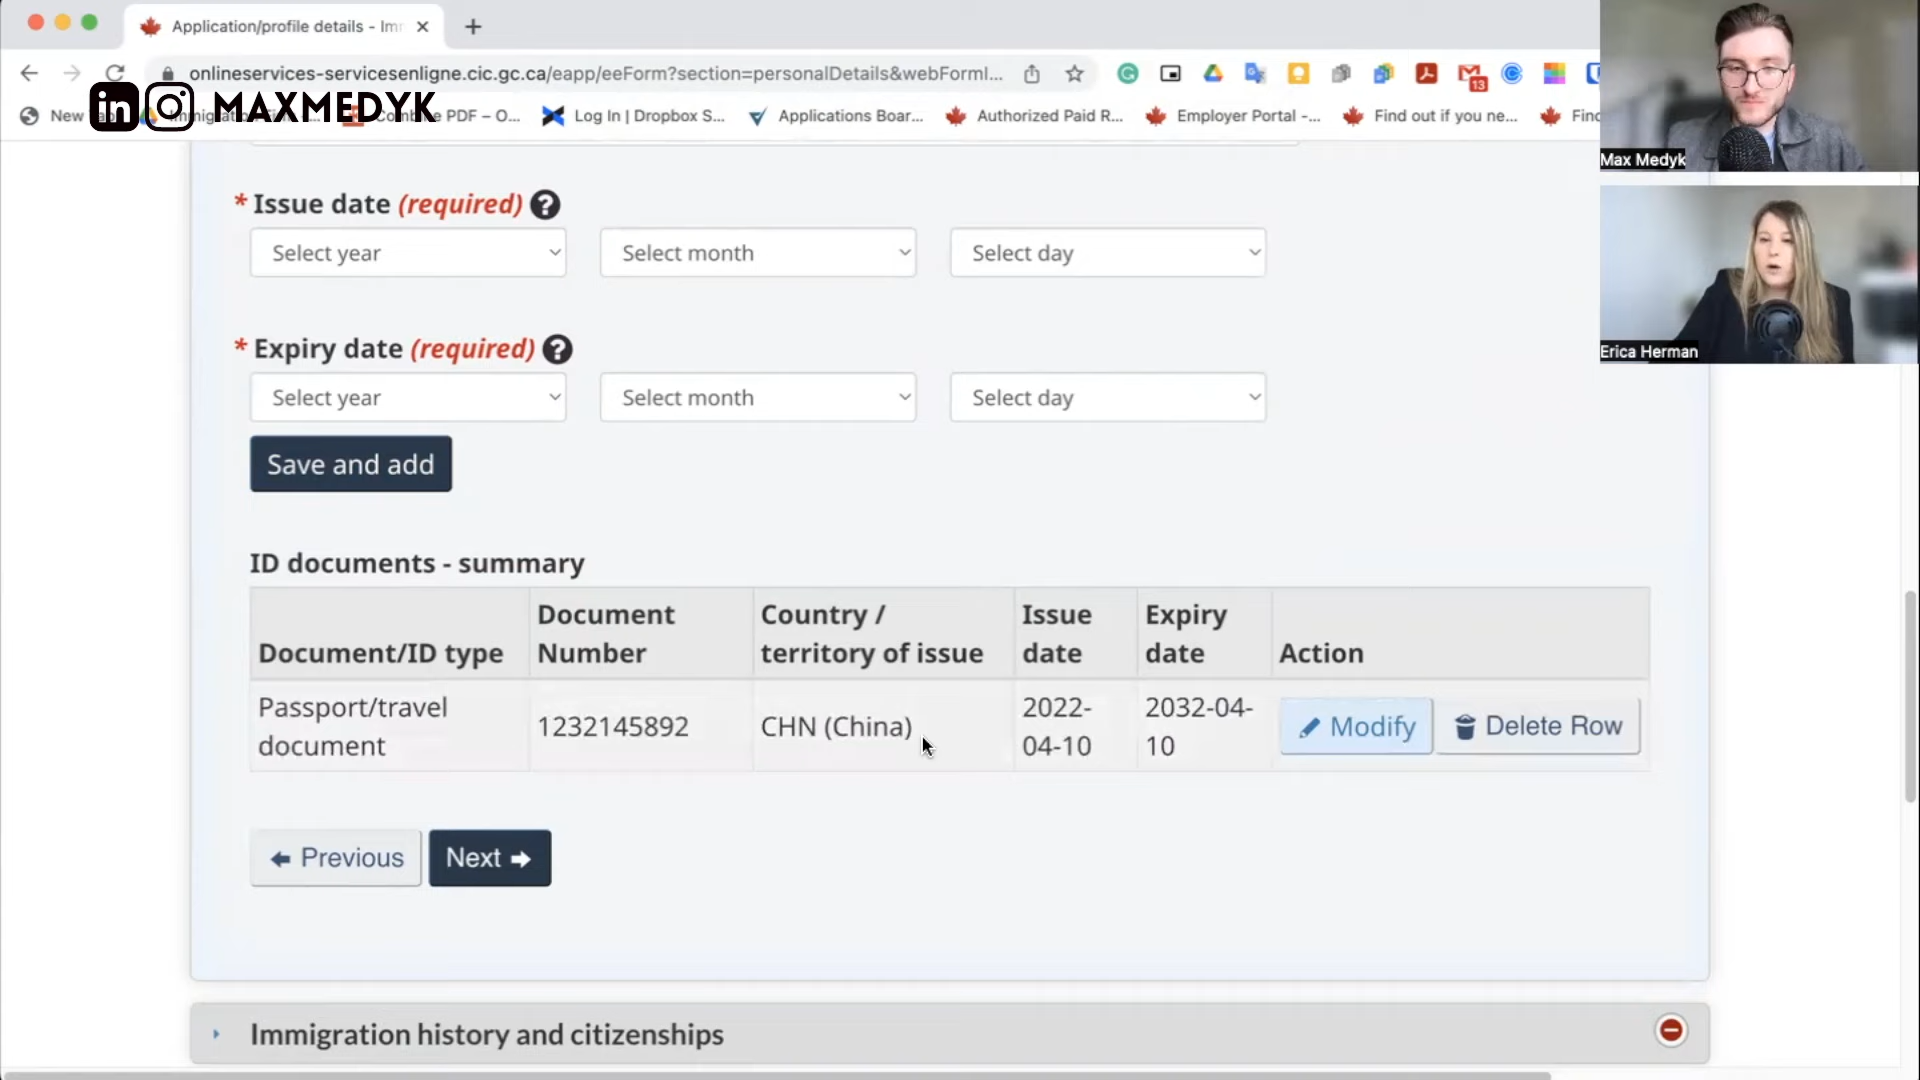 Application/profile details - Im
onlineservices-servicesenligne.cic.gc.ca/eapp/eeForm?section=personalDetails&webFormI...
13
in MAXMEDYK
New
PDF – O...
Log In | Dropbox S...
Applications Boar...
Authorized Paid R...
Employer Portal -...
Find out if you ne...
Max Medyk
Erica Herman
* Issue date (required) ?
Select year
Select month
Select day
* Expiry date (required) ?
Select year
Select month
Select day
Save and add
ID documents - summary
Document/ID type
Document Number
Country / territory of issue
Issue date
Expiry date
Action
Passport/travel document
1232145892
CHN (China)
2022-04-10
2032-04-10
Modify
Delete Row
Previous
Next
Immigration history and citizenships